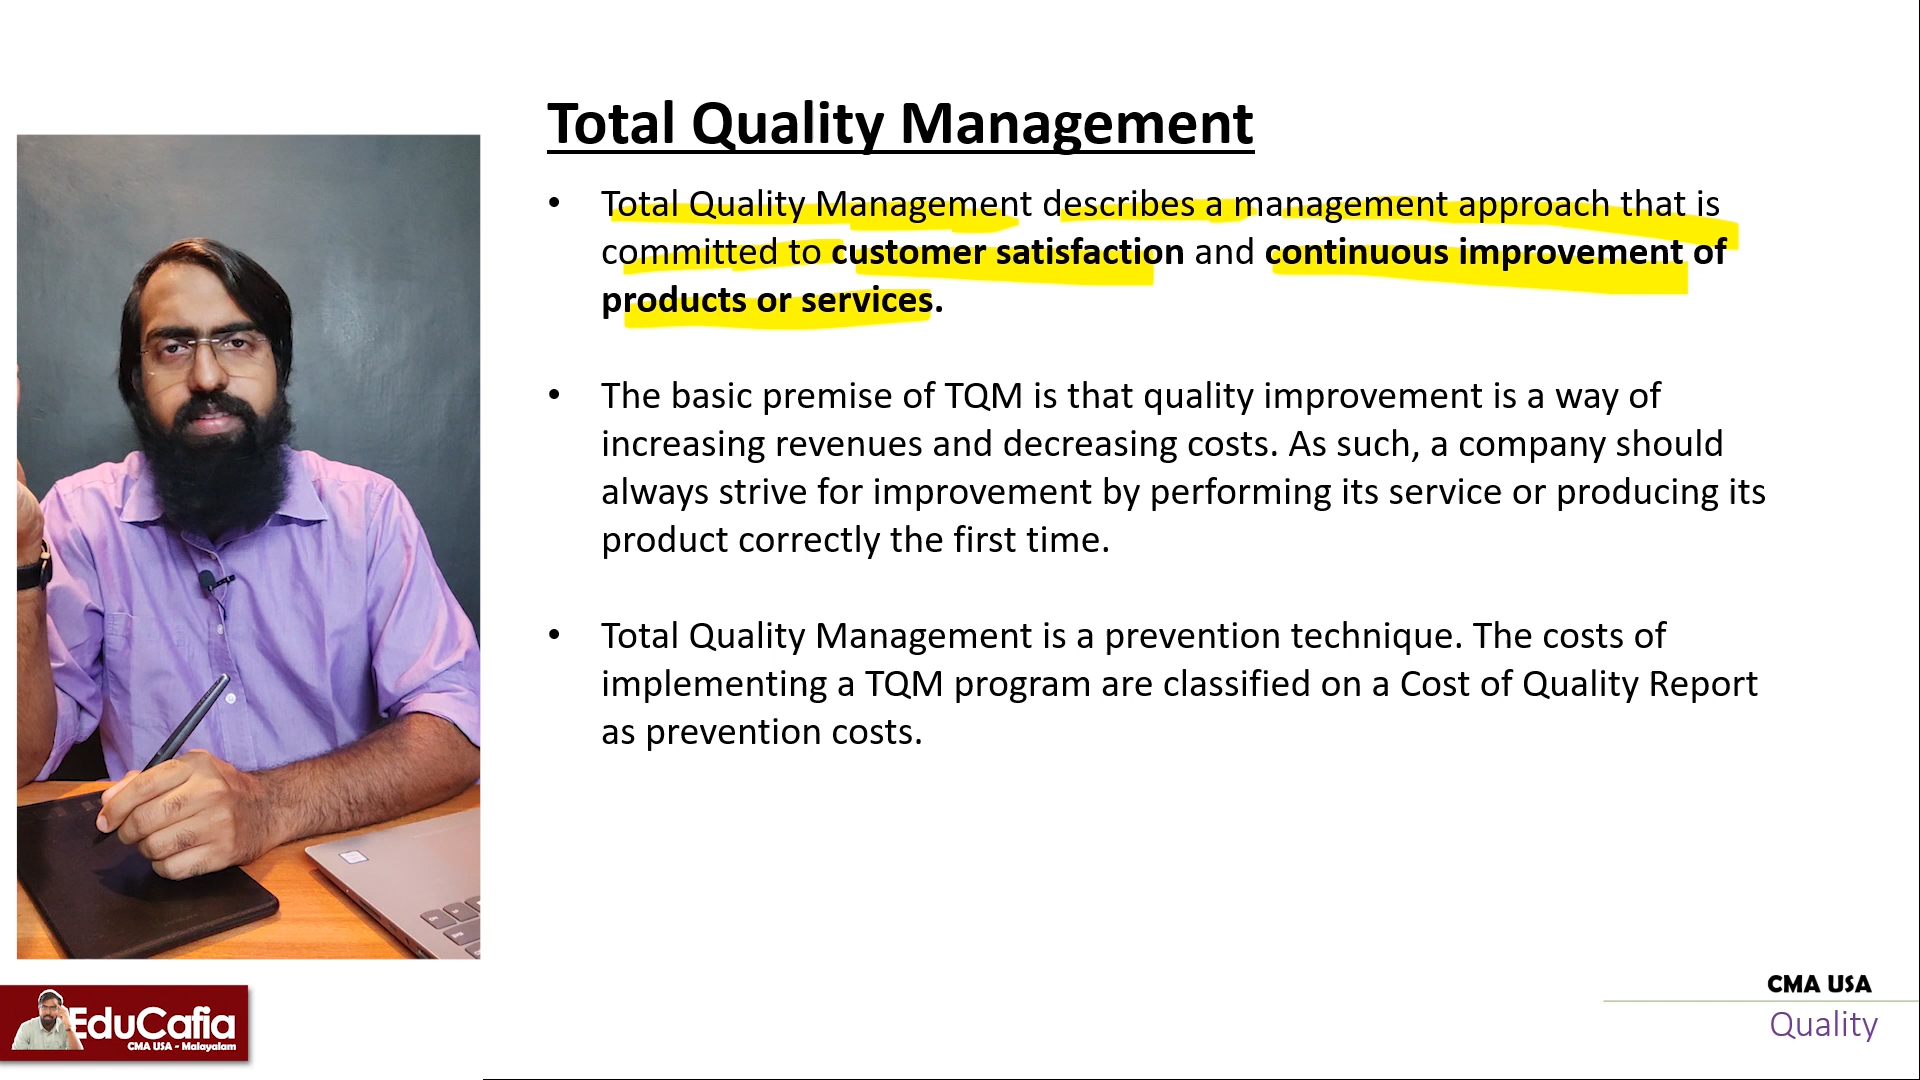 Total Quality Management
• Total Quality Management describes a management approach that is
committed to customer satisfaction and continuous improvement of
products or services.
• The basic premise of TQM is that quality improvement is a way of
increasing revenues and decreasing costs. As such, a company should
always strive for improvement by performing its service or producing its
product correctly the first time.
• Total Quality Management is a prevention technique. The costs of
implementing a TQM program are classified on a Cost of Quality Report
as prevention costs.
EduCafia
CMA USA - Malayalam
CMA USA
Quality